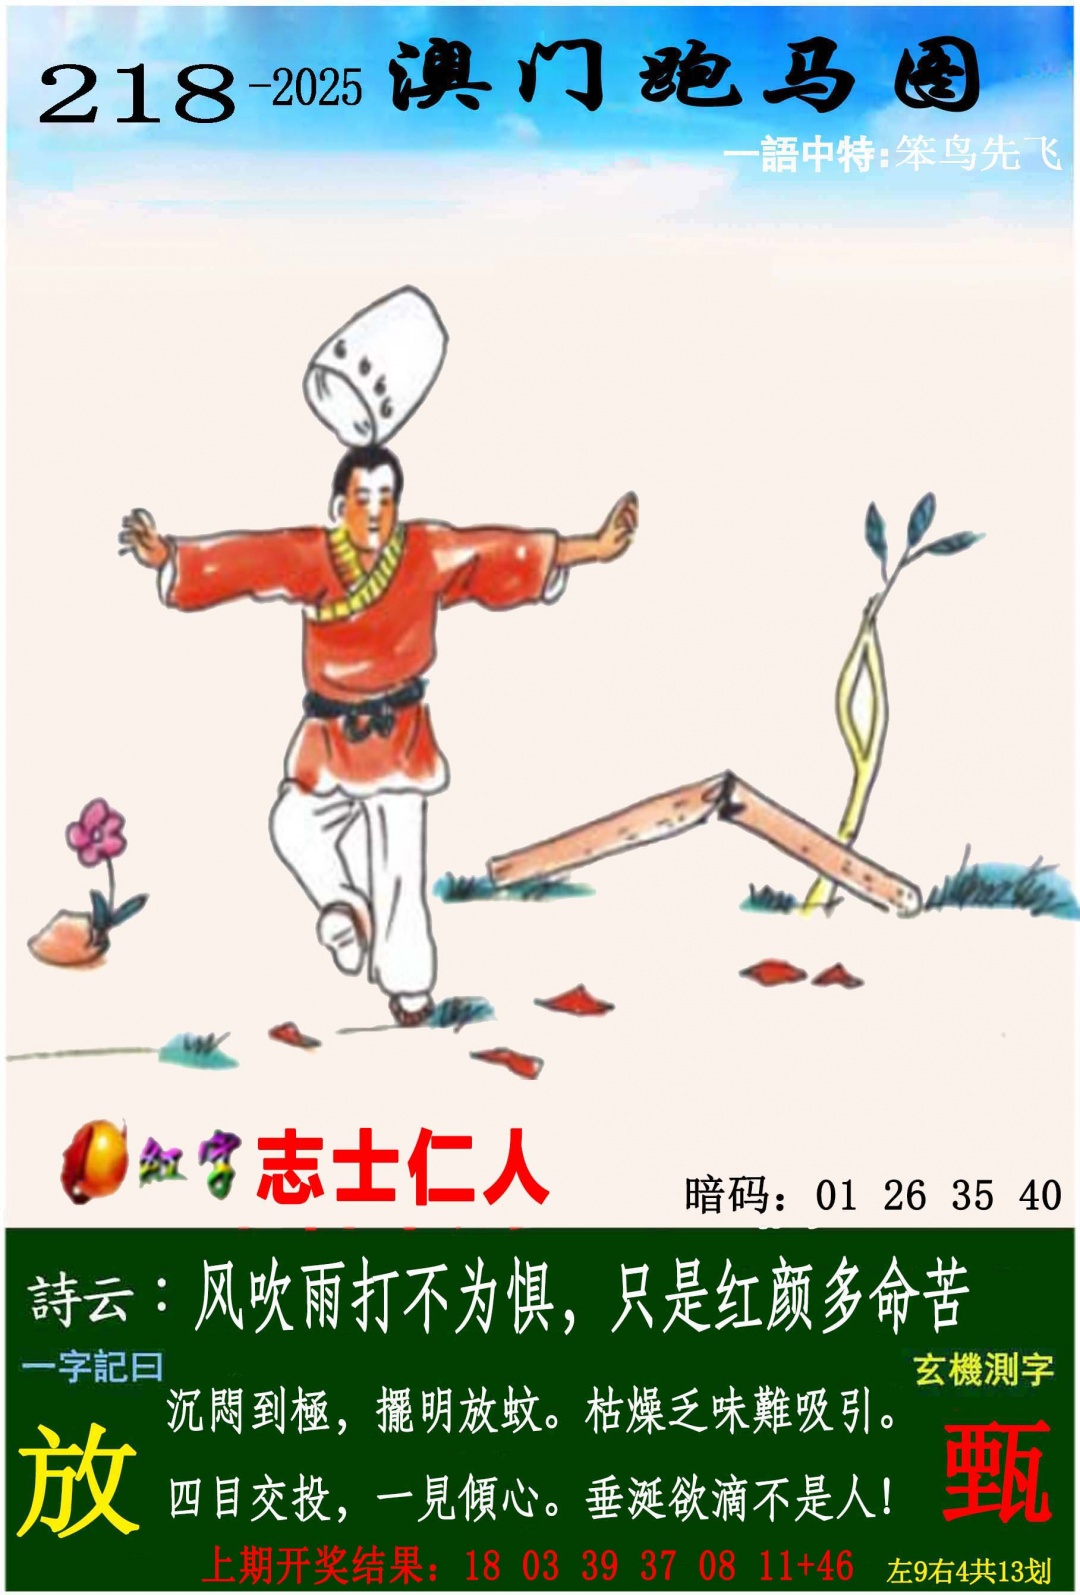 218-2025 澳门跑马图
一語中特:笨鸟先飞
红字 志士仁人
暗码：01 26 35 40
詩云：风吹雨打不为惧，只是红颜多命苦
一字記曰
玄機測字
放
沉悶到極，擺明放蚊。枯燥乏味難吸引。
四目交投，一見傾心。垂涎欲滴不是人!
甄
上期开奖结果：18 03 39 37 08 11+46
左9右4共13划